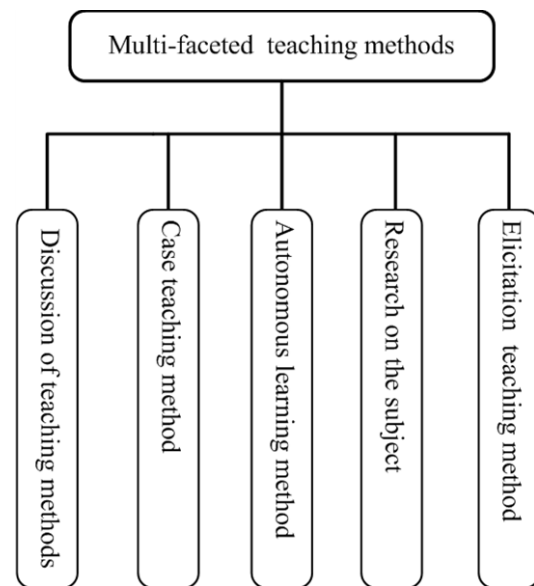 Multi-faceted teaching methods
Discussion of teaching methods
Case teaching method
Autonomous learning method
Research on the subject
Elicitation teaching method